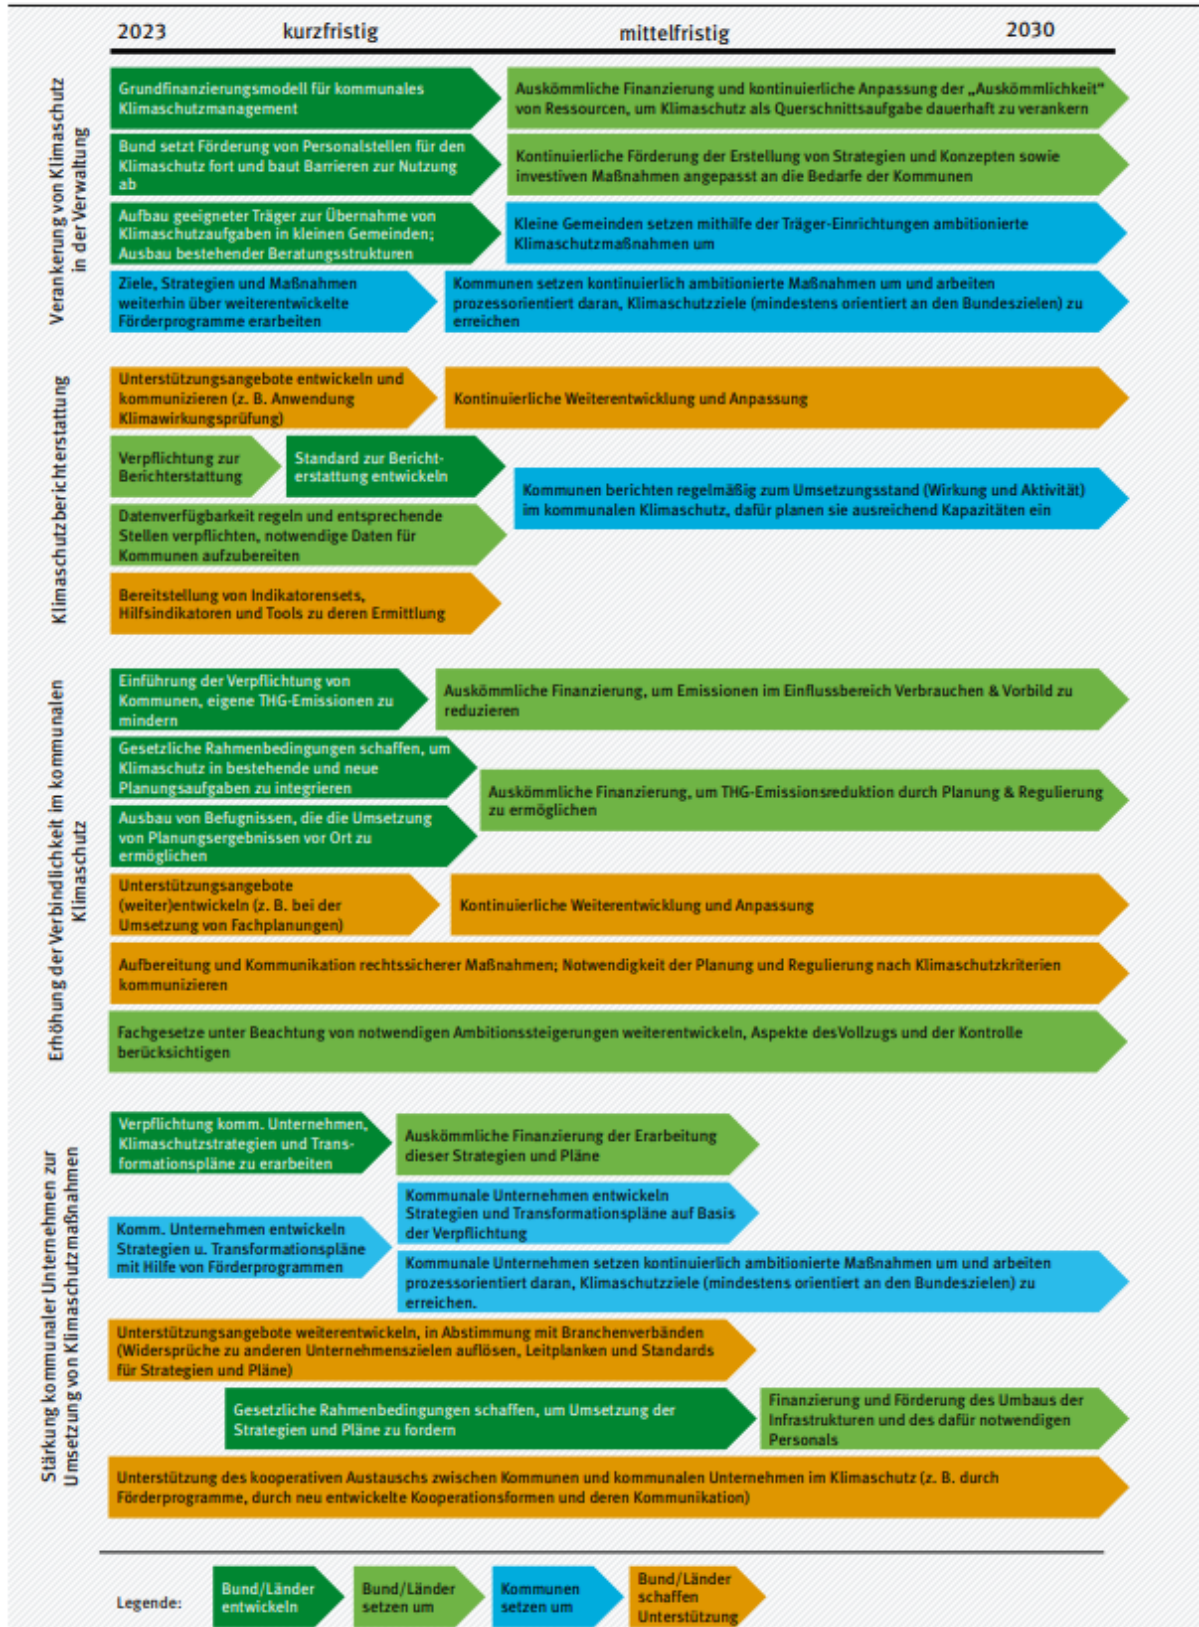 2023 kurzfristig mittelfristig 2030
Verankerung von Klimaschutz
in der Verwaltung
Grundfinanzierungsmodell für kommunales
Klimaschutzmanagement
Auskömmliche Finanzierung und kontinuierliche Anpassung der „Auskömmlichkeit“
von Ressourcen, um Klimaschutz als Querschnittsaufgabe dauerhaft zu verankern
Bund setzt Förderung von Personalstellen für den
Klimaschutz fort und baut Barrieren zur Nutzung
ab
Kontinuierliche Förderung der Erstellung von Strategien und Konzepten sowie
investiven Maßnahmen angepasst an die Bedarfe der Kommunen
Aufbau geeigneter Träger zur Übernahme von
Klimaschutzaufgaben in kleinen Gemeinden;
Ausbau bestehender Beratungsstrukturen
Kleine Gemeinden setzen mithilfe der Träger-Einrichtungen ambitionierte
Klimaschutzmaßnahmen um
Ziele, Strategien und Maßnahmen
weiterhin über weiterentwickelte
Förderprogramme erarbeiten
Kommunen setzen kontinuierlich ambitionierte Maßnahmen um und arbeiten
prozessorientiert daran, Klimaschutzziele (mindestens orientiert an den Bundeszielen) zu
erreichen
Klimaschutzberichterstattung
Unterstützungsangebote entwickeln und
kommunizieren (z. B. Anwendung
Klimawirkungsprüfung)
Kontinuierliche Weiterentwicklung und Anpassung
Verpflichtung zur
Berichterstattung
Standard zur Bericht-
erstattung entwickeln
Kommunen berichten regelmäßig zum Umsetzungsstand (Wirkung und Aktivität)
im kommunalen Klimaschutz, dafür planen sie ausreichend Kapazitäten ein
Datenverfügbarkeit regeln und entsprechende
Stellen verpflichten, notwendige Daten für
Kommunen aufzubereiten
Bereitstellung von Indikatorensets,
Hilfsindikatoren und Tools zu deren Ermittlung
Erhöhung der Verbindlichkeit im kommunalen
Klimaschutz
Einführung der Verpflichtung von
Kommunen, eigene THG-Emissionen zu
mindern
Auskömmliche Finanzierung, um Emissionen im Einflussbereich Verbrauchen & Vorbild zu
reduzieren
Gesetzliche Rahmenbedingungen schaffen, um
Klimaschutz in bestehende und neue
Planungsaufgaben zu integrieren
Auskömmliche Finanzierung, um THG-Emissionsreduktion durch Planung & Regulierung
zu ermöglichen
Ausbau von Befugnissen, die die Umsetzung
von Planungsergebnissen vor Ort zu
ermöglichen
Unterstützungsangebote
(weiter)entwickeln (z. B. bei der
Umsetzung von Fachplanungen)
Kontinuierliche Weiterentwicklung und Anpassung
Aufbereitung und Kommunikation rechtssicherer Maßnahmen; Notwendigkeit der Planung und Regulierung nach Klimaschutzkriterien
kommunizieren
Fachgesetze unter Beachtung von notwendigen Ambitionssteigerungen weiterentwickeln, Aspekte desVollzugs und der Kontrolle
berücksichtigen
Stärkung kommunaler Unternehmen zur
Umsetzung von Klimaschutzmaßnahmen
Verpflichtung komm. Unternehmen,
Klimaschutzstrategien und Trans-
formationspläne zu erarbeiten
Auskömmliche Finanzierung der Erarbeitung
dieser Strategien und Pläne
Komm. Unternehmen entwickeln
Strategien u. Transformationspläne
mit Hilfe von Förderprogrammen
Kommunale Unternehmen entwickeln
Strategien und Transformationspläne auf Basis
der Verpflichtung
Kommunale Unternehmen setzen kontinuierlich ambitionierte Maßnahmen um und arbeiten
prozessorientiert daran, Klimaschutzziele (mindestens orientiert an den Bundeszielen) zu
erreichen.
Unterstützungsangebote weiterentwickeln, in Abstimmung mit Branchenverbänden
(Widersprüche zu anderen Unternehmenszielen auflösen, Leitplanken und Standards
für Strategien und Pläne)
Gesetzliche Rahmenbedingungen schaffen, um Umsetzung der
Strategien und Pläne zu fordern
Finanzierung und Förderung des Umbaus der
Infrastrukturen und des dafür notwendigen
Personals
Unterstützung des kooperativen Austauschs zwischen Kommunen und kommunalen Unternehmen im Klimaschutz (z. B. durch
Förderprogramme, durch neu entwickelte Kooperationsformen und deren Kommunikation)
Legende:
Bund/Länder
entwickeln
Bund/Länder
setzen um
Kommunen
setzen um
Bund/Länder
schaffen
Unterstützung